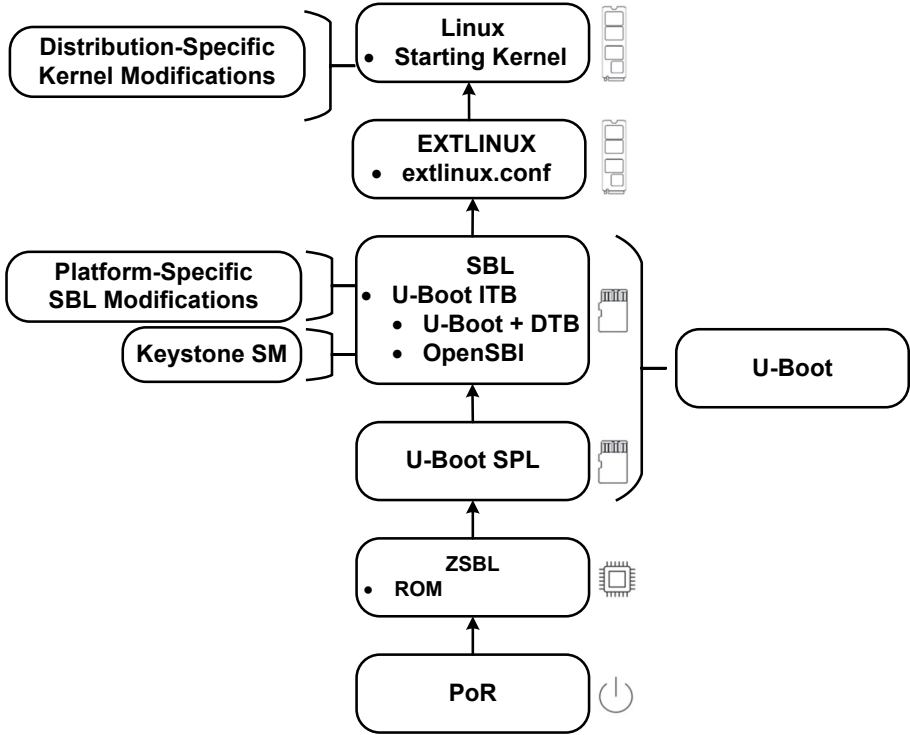 Linux
• Starting Kernel
Distribution-Specific
Kernel Modifications
EXTLINUX
• extlinux.conf
SBL
• U-Boot ITB
• U-Boot + DTB
• OpenSBI
Platform-Specific
SBL Modifications
Keystone SM
U-Boot
U-Boot SPL
ZSBL
• ROM
PoR